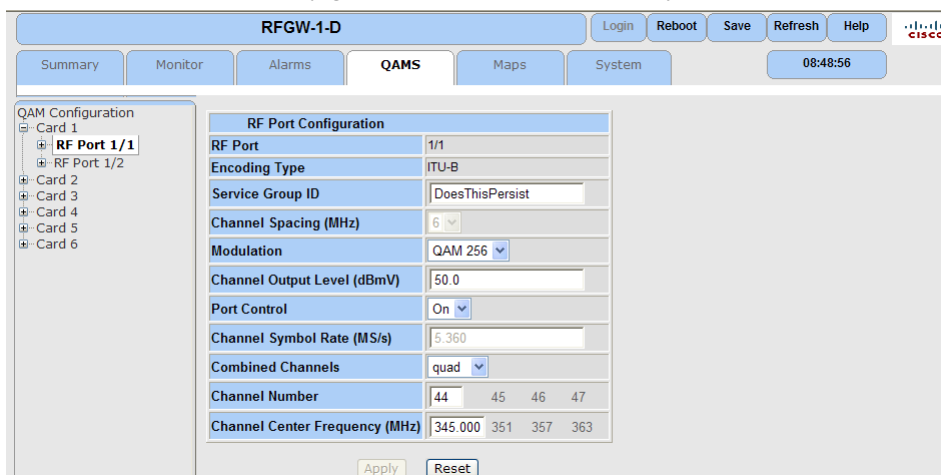 RFGW-1-D
Login Reboot Save Refresh Help
cisco
Summary Monitor Alarms QAMS Maps System 08:48:56
QAM Configuration
Card 1
RF Port 1/1
RF Port 1/2
Card 2
Card 3
Card 4
Card 5
Card 6
RF Port Configuration
RF Port 1/1
Encoding Type ITU-B
Service Group ID DoesThisPersist
Channel Spacing (MHz) 6
Modulation QAM 256
Channel Output Level (dBmV) 50.0
Port Control On
Channel Symbol Rate (MS/s) 5.360
Combined Channels quad
Channel Number 44 45 46 47
Channel Center Frequency (MHz) 345.000 351 357 363
Apply Reset